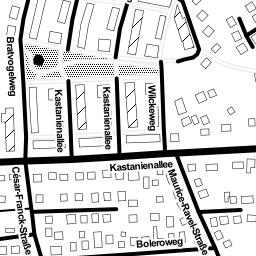 Bratvogelweg
Kastanienallee
Kastanienallee
Wilckeweg
Kastanienallee
César-Franck-Straße
Maurice-Ravel-Straße
Boleroweg